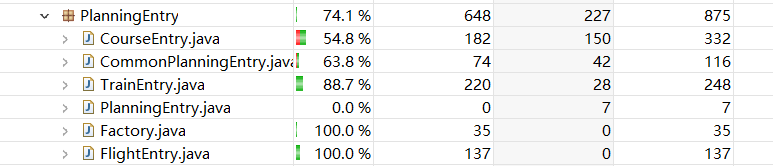 PlanningEntry 74.1 % 648 227 875
CourseEntry.java 54.8 % 182 150 332
CommonPlanningEntry.java 63.8 % 74 42 116
TrainEntry.java 88.7 % 220 28 248
PlanningEntry.java 0.0 % 0 7 7
Factory.java 100.0 % 35 0 35
FlightEntry.java 100.0 % 137 0 137